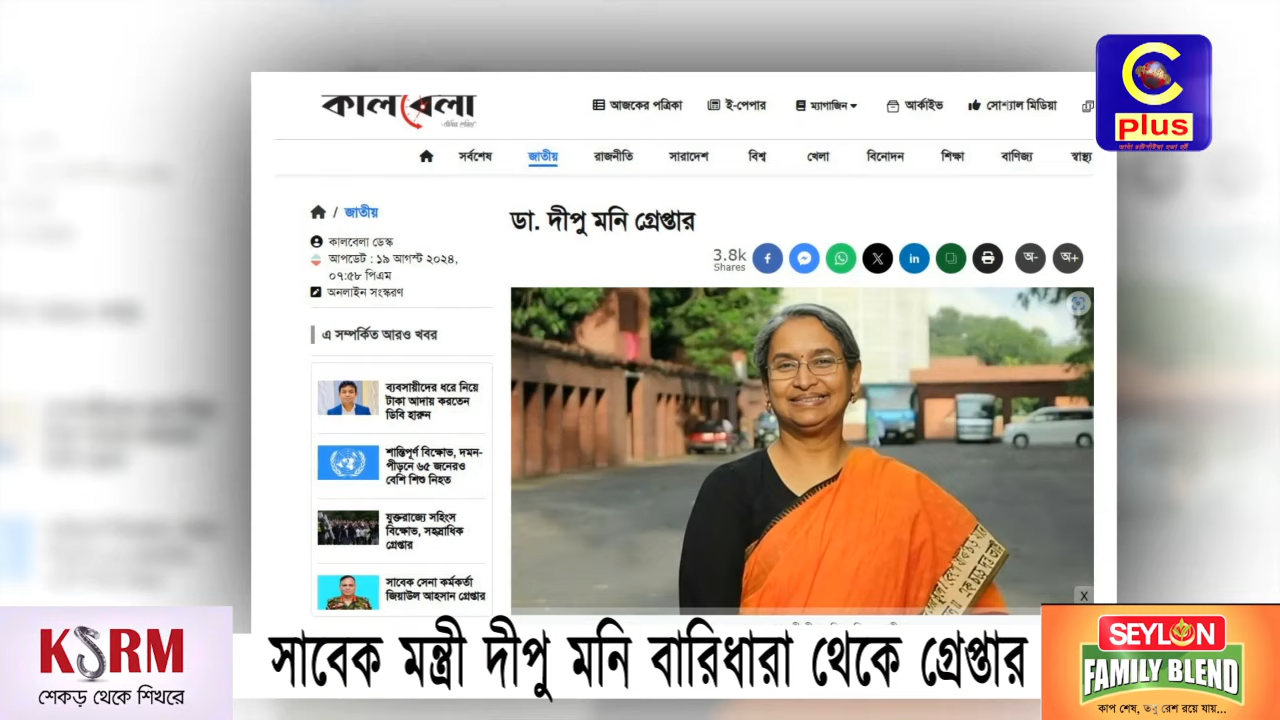 কালবেলা
আজকের পত্রিকা
ই-পেপার
ম্যাগাজিন
আর্কাইভ
সোশ্যাল মিডিয়া
C
plus
সর্বশেষ
জাতীয়
রাজনীতি
সারাদেশ
বিশ্ব
খেলা
বিনোদন
শিক্ষা
বাণিজ্য
স্বাস্থ্য
/ জাতীয়
কালবেলা ডেস্ক
আপডেট : ১৯ আগস্ট ২০২৪,
০৭:৫৮ পিএম
অনলাইন সংস্করণ
এ সম্পর্কিত আরও খবর
ব্যবসায়ীদের ধরে নিয়ে
টাকা আদায় করতেন
ডিবি হারুন
শান্তিপূর্ণ বিক্ষোভ, দমন-
পীড়নে ৬৫ জনেরও
বেশি শিশু নিহত
যুক্তরাজ্যে সহিংস
বিক্ষোভ, সহস্রাধিক
গ্রেপ্তার
সাবেক সেনা কর্মকর্তা
জিয়াউল আহসান গ্রেপ্তার
ডা. দীপু মনি গ্রেপ্তার
3.8k
Shares
অ-
অ+
X
KSRM
শেকড় থেকে শিখরে
সাবেক মন্ত্রী দীপু মনি বারিধারা থেকে গ্রেপ্তার
SEYLON
FAMILY BLEND
কাপ শেষ, তবু রেশ রয়ে যায়...